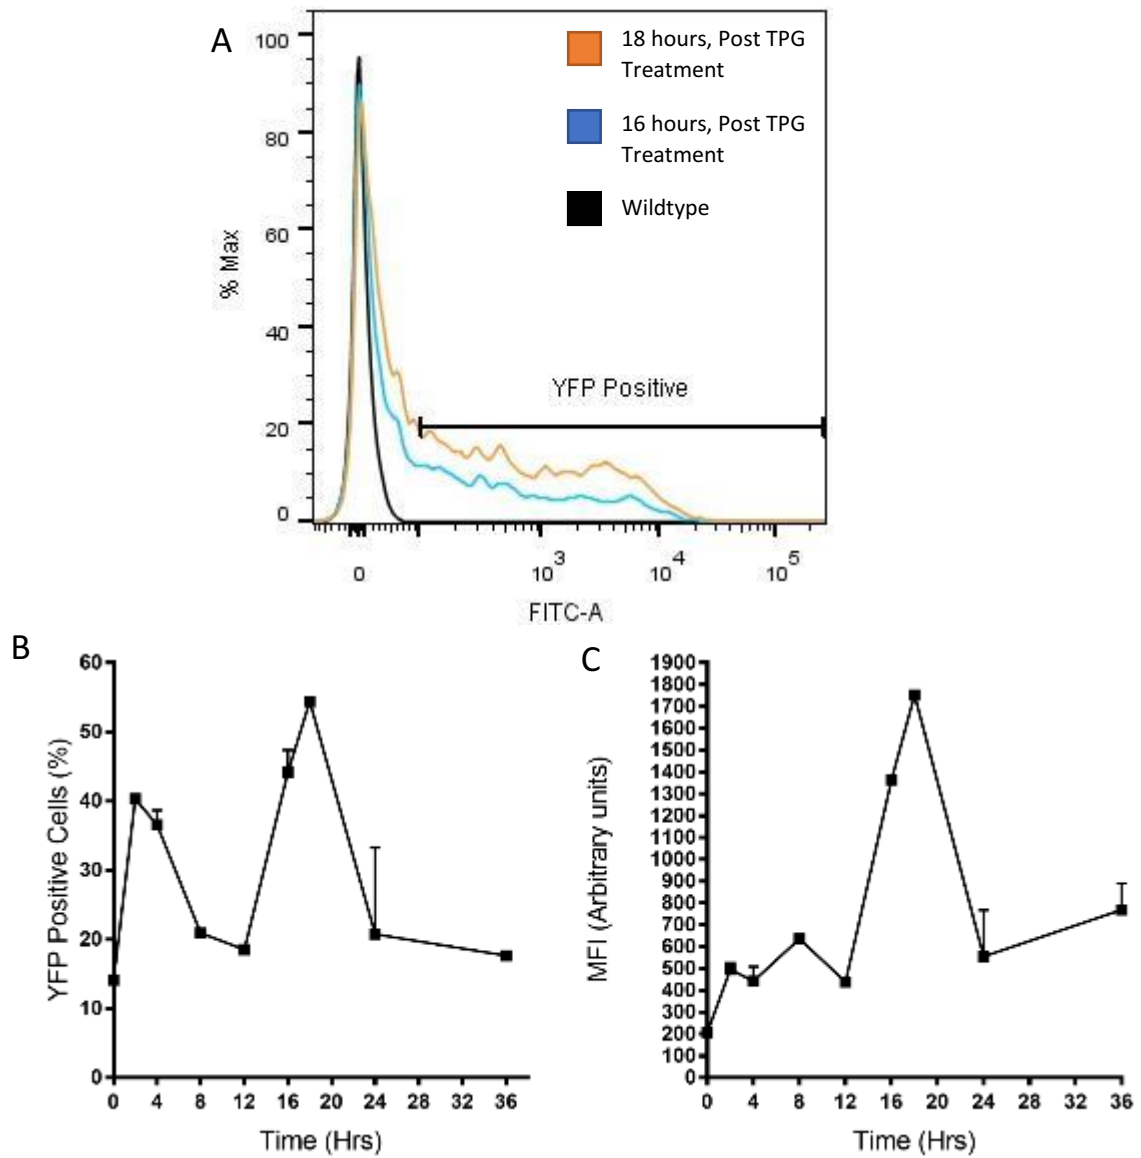 A
18 hours, Post TPG
Treatment
16 hours, Post TPG
Treatment
Wildtype
100
80
60
40
20
0
% Max
YFP Positive
0
10^3
10^4
10^5
FITC-A
B
60
50
40
30
20
10
0
YFP Positive Cells (%)
0 4 8 12 16 20 24 28 32 36
Time (Hrs)
C
1900
1800
1700
1600
1500
1400
1300
1200
1100
1000
900
800
700
600
500
400
300
200
100
0
MFI (Arbitrary units)
0 4 8 12 16 20 24 28 32 36
Time (Hrs)